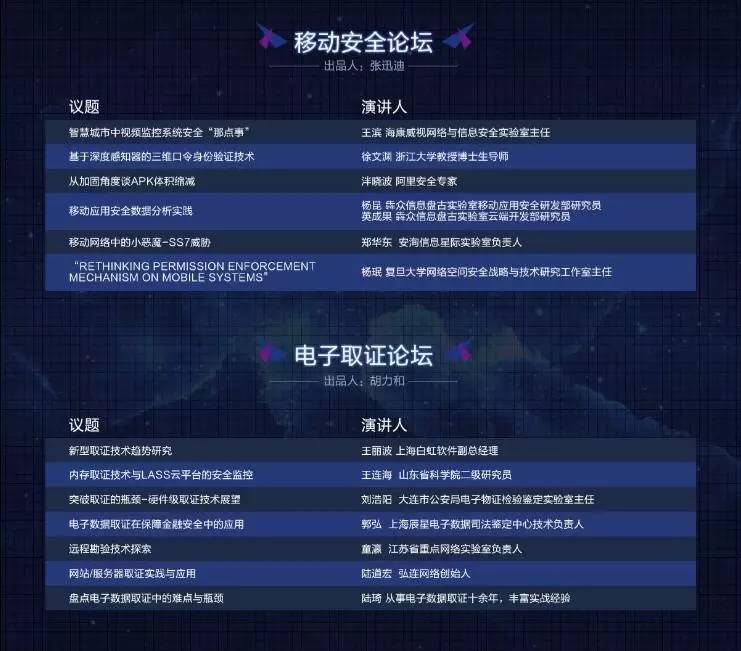 移动安全论坛
出品人：张迅迪
议题 演讲人
智慧城市中视频监控系统安全“那点事” 王滨 海康威视网络与信息安全实验室主任
基于深度感知器的三维口令身份验证技术 徐文渊 浙江大学教授博士生导师
从加固角度谈APK体积缩减 泮晓波 阿里安全专家
移动应用安全数据分析实践 杨昆 犇众信息盘古实验室移动应用安全研发部研究员
英成果 犇众信息盘古实验室云端开发部研究员
移动网络中的小恶魔-SS7威胁 郑华东 安洵信息星际实验室负责人
“RETHINKING PERMISSION ENFORCEMENT
MECHANISM ON MOBILE SYSTEMS” 杨珉 复旦大学网络空间安全战略与技术研究工作室主任
电子取证论坛
出品人：胡力和
议题 演讲人
新型取证技术趋势研究 王丽波 上海白虹软件副总经理
内存取证技术与LASS云平台的安全监控 王连海 山东省科学院二级研究员
突破取证的瓶颈-硬件级取证技术展望 刘浩阳 大连市公安局电子物证检验鉴定实验室主任
电子数据取证在保障金融安全中的应用 郭弘 上海辰星电子数据司法鉴定中心技术负责人
远程勘验技术探索 童瀛 江苏省重点网络实验室负责人
网站/服务器取证实践与应用 陆道宏 弘连网络创始人
盘点电子数据取证中的难点与瓶颈 陆琦 从事电子数据取证十余年，丰富实战经验